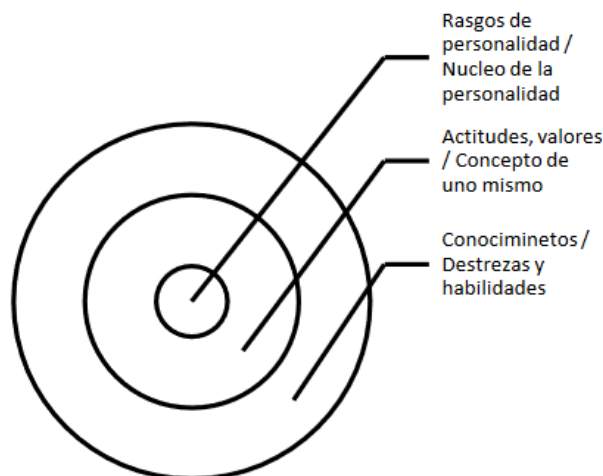 Rasgos de
personalidad /
Nucleo de la
personalidad
Actitudes, valores
/ Concepto de
uno mismo
Conociminetos /
Destrezas y
habilidades